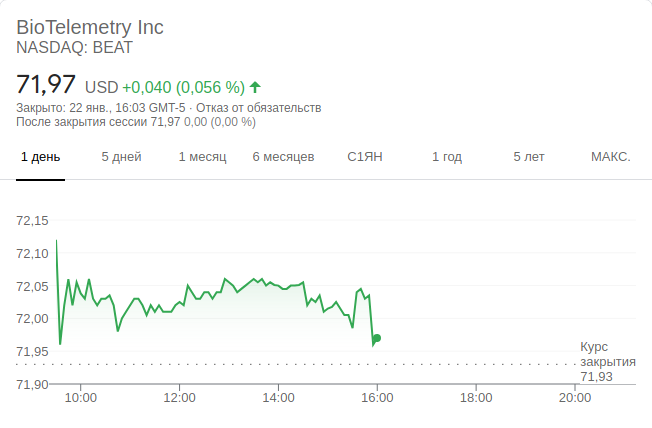 BioTelemetry Inc
NASDAQ: BEAT
71,97 USD +0,040 (0,056 %)
Закрыто: 22 янв., 16:03 GMT-5 · Отказ от обязательств
После закрытия сессии 71,97 0,00 (0,00 %)
1 день 5 дней 1 месяц 6 месяцев С1ЯН 1 год 5 лет МАКС.
72,15
72,10
72,05
72,00
71,95
71,90
Курс
закрытия
71,93
10:00 12:00 14:00 16:00 18:00 20:00